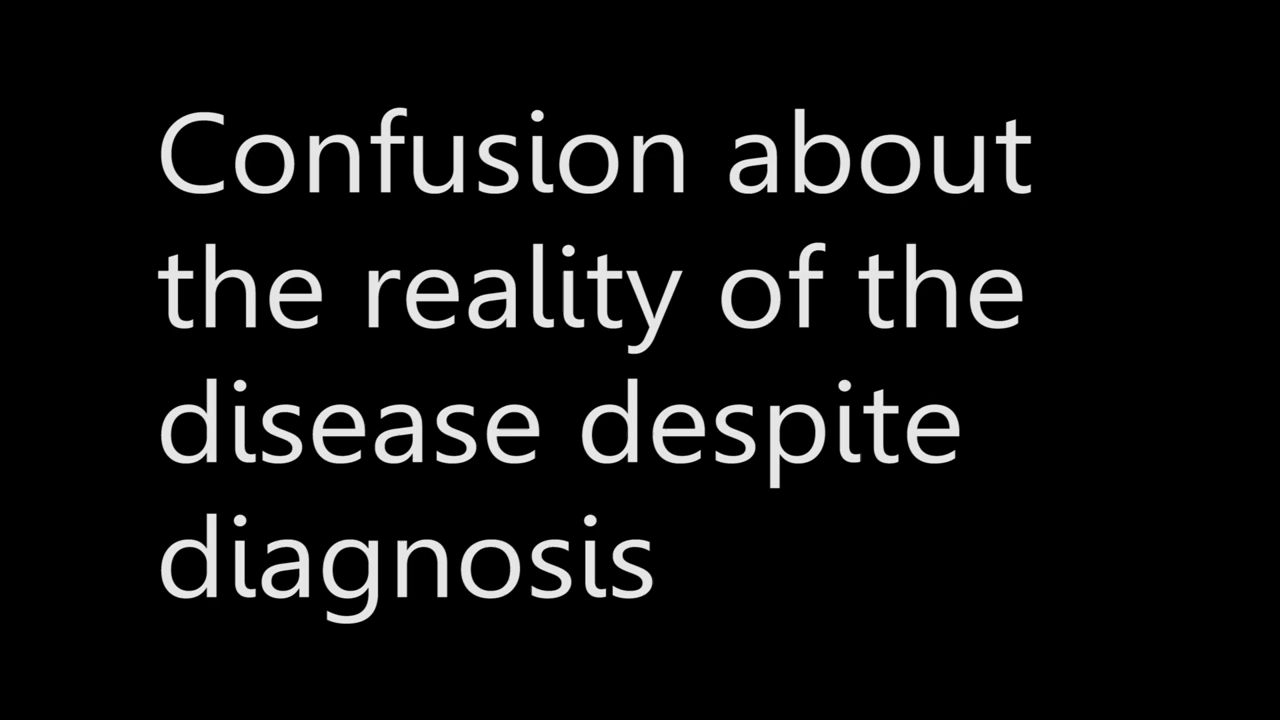 Confusion about
the reality of the
disease despite
diagnosis